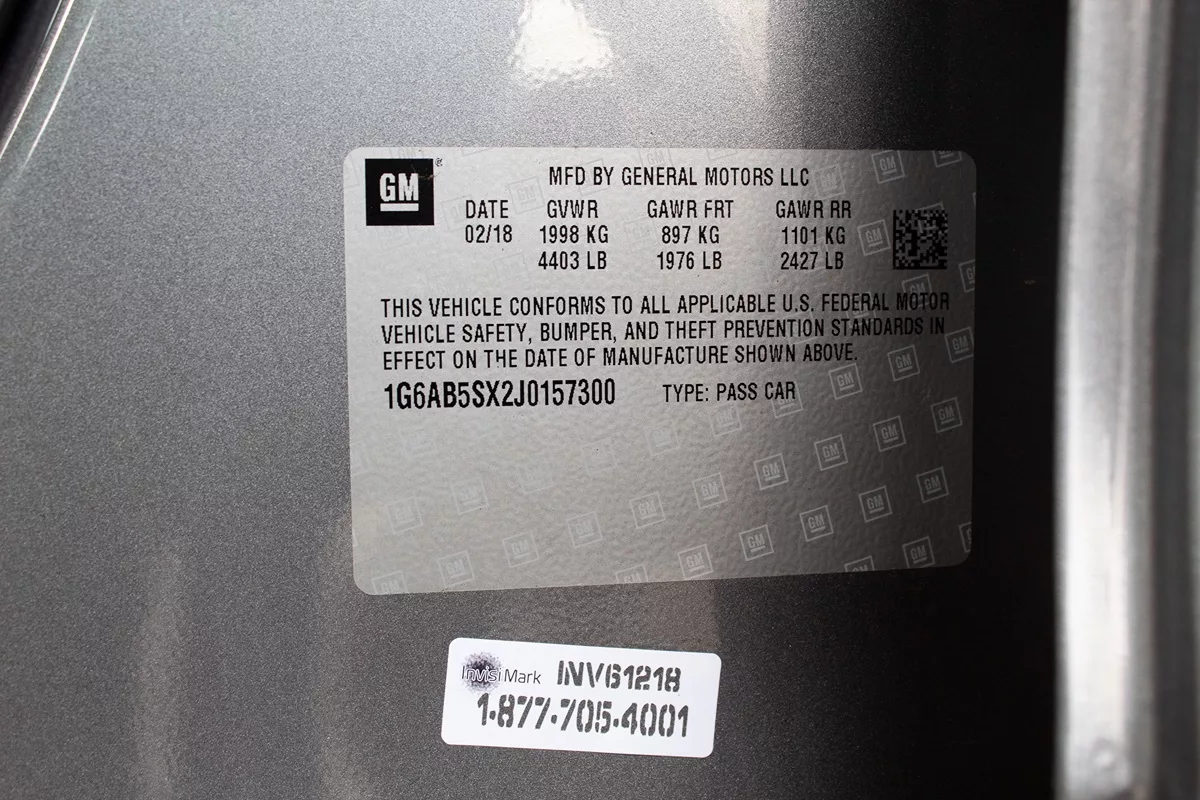 GM®
MFD BY GENERAL MOTORS LLC
DATE GVWR GAWR FRT GAWR RR
02/18 1998 KG 897 KG 1101 KG
4403 LB 1976 LB 2427 LB
THIS VEHICLE CONFORMS TO ALL APPLICABLE U.S. FEDERAL MOTOR
VEHICLE SAFETY, BUMPER, AND THEFT PREVENTION STANDARDS IN
EFFECT ON THE DATE OF MANUFACTURE SHOWN ABOVE.
1G6AB5SX2J0157300 TYPE: PASS CAR
InvisiMark INV61218
1-877-705-4001